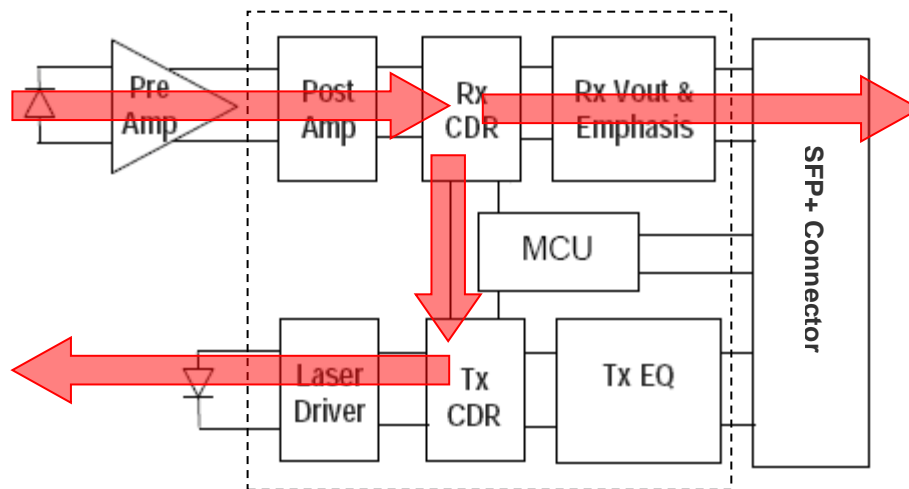 Pre
Amp
Post
Amp
Rx
CDR
Rx Vout &
Emphasis
SFP+ Connector
MCU
Laser
Driver
Tx
CDR
Tx EQ